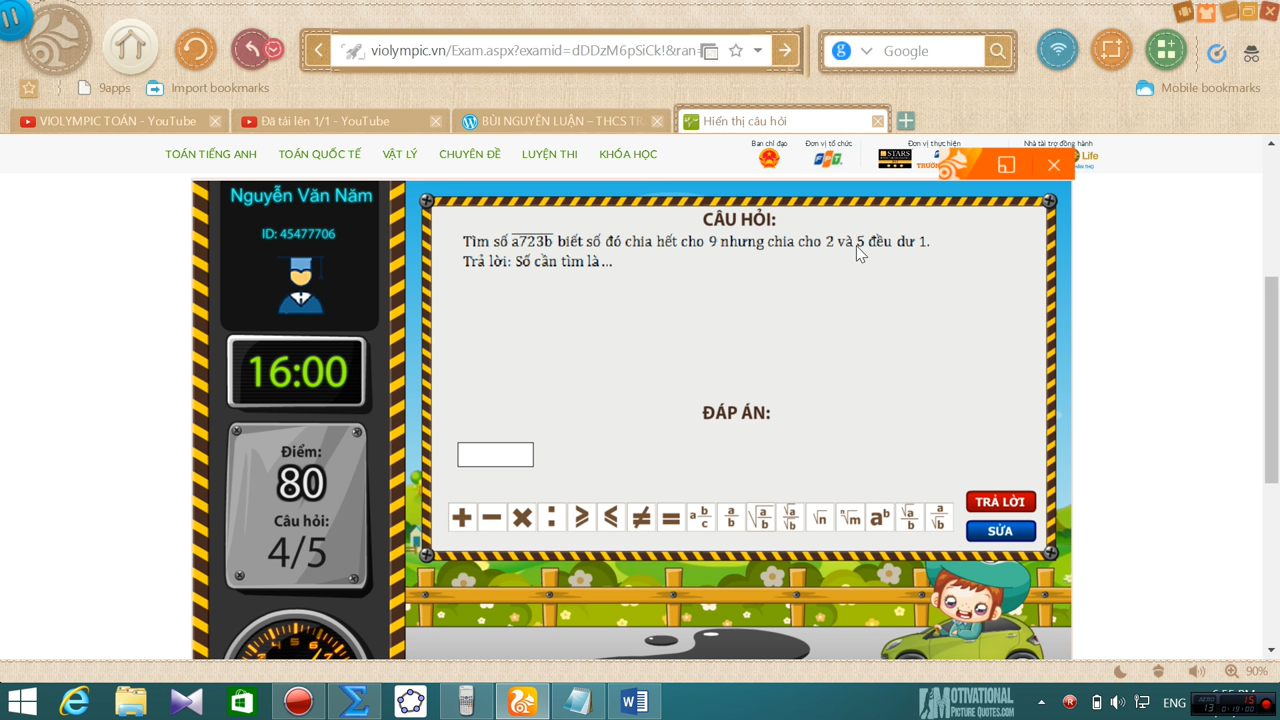 violympic.vn/Exam.aspx?examid=dDDzM6pSiCk!&ran=
Google
9apps
Import bookmarks
Mobile bookmarks
VIOLYMPIC TOÁN - YouTube
Đã tải lên 1/1 - YouTube
BÙI NGUYÊN LUẬN – THCS TR
Hiển thị câu hỏi
TOÁN TIẾNG ANH
TOÁN QUỐC TẾ
VẬT LÝ
CHUYÊN ĐỀ
LUYỆN THI
KHÓA HỌC
Ban chỉ đạo
Đơn vị tổ chức
Đơn vị thực hiện
Nhà tài trợ đồng hành
FPT
STARS
Life
Nguyễn Văn Năm
ID: 45477706
16:00
Điểm:
80
Câu hỏi:
4/5
CÂU HỎI:
Tìm số a723b biết số đó chia hết cho 9 nhưng chia cho 2 và 5 đều dư 1.
Trả lời: Số cần tìm là ...
ĐÁP ÁN:
TRẢ LỜI
SỬA
90%
MOTIVATIONAL
PICTURE QUOTES.COM
ENG